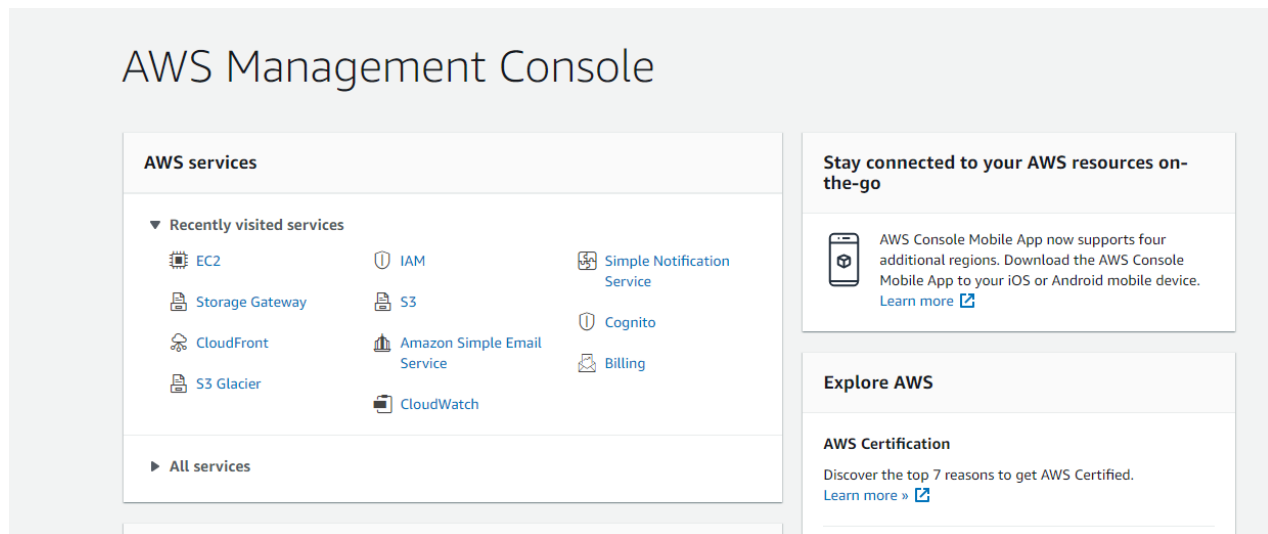 AWS Management Console
AWS services
Recently visited services
EC2
Storage Gateway
CloudFront
S3 Glacier
IAM
S3
Amazon Simple Email
Service
CloudWatch
Simple Notification
Service
Cognito
Billing
All services
Stay connected to your AWS resources on-
the-go
AWS Console Mobile App now supports four
additional regions. Download the AWS Console
Mobile App to your iOS or Android mobile device.
Learn more
Explore AWS
AWS Certification
Discover the top 7 reasons to get AWS Certified.
Learn more »